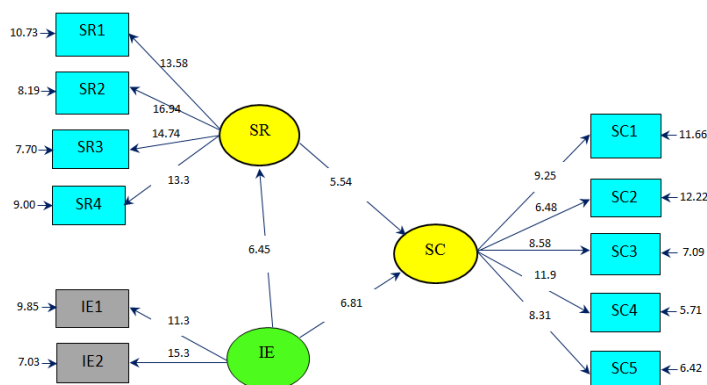 10.73
SR1
13.58
8.19
SR2
16.94
7.70
SR3
14.74
SR
9.00
SR4
13.3
5.54
6.45
SC
6.81
9.25
SC1
11.66
6.48
SC2
12.22
8.58
SC3
7.09
11.9
SC4
5.71
8.31
SC5
6.42
9.85
IE1
11.3
7.03
IE2
15.3
IE